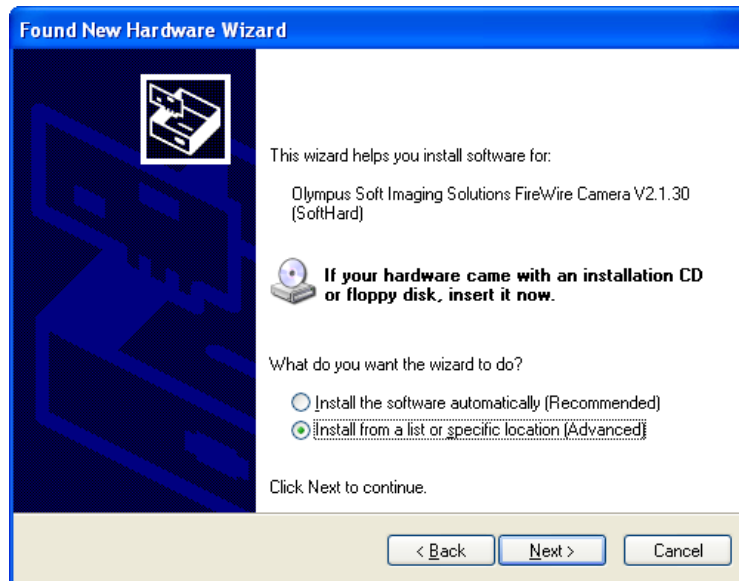 Found New Hardware Wizard
This wizard helps you install software for:
Olympus Soft Imaging Solutions FireWire Camera V2.1.30
(SoftHard)
If your hardware came with an installation CD
or floppy disk, insert it now.
What do you want the wizard to do?
Install the software automatically (Recommended)
Install from a list or specific location (Advanced)
Click Next to continue.
< Back Next > Cancel